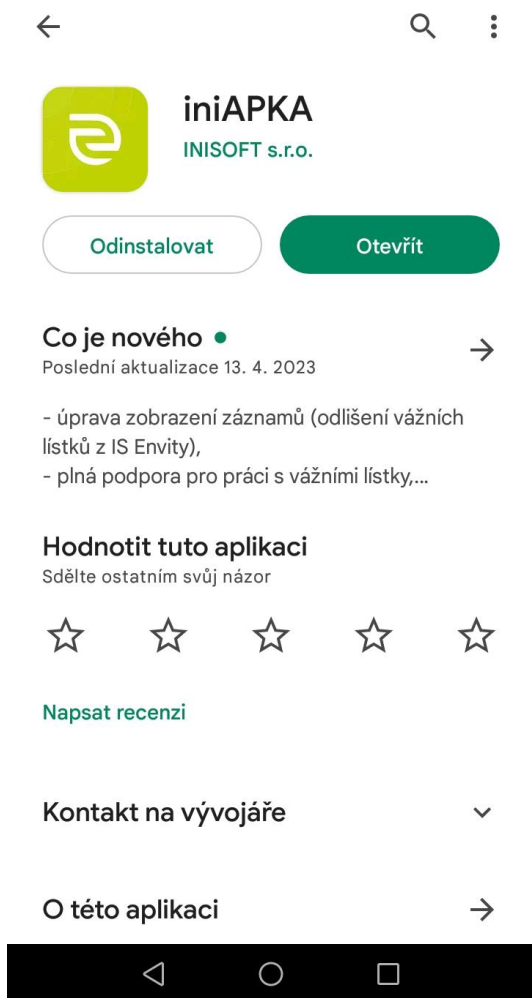 iniAPKA
INISOFT s.r.o.
Odinstalovat
Otevřít
Co je nového
Poslední aktualizace 13. 4. 2023
- úprava zobrazení záznamů (odlišení vážních
lístků z IS Envity),
- plná podpora pro práci s vážními lístky,...
Hodnotit tuto aplikaci
Sdělte ostatním svůj názor
Napsat recenzi
Kontakt na vývojáře
O této aplikaci